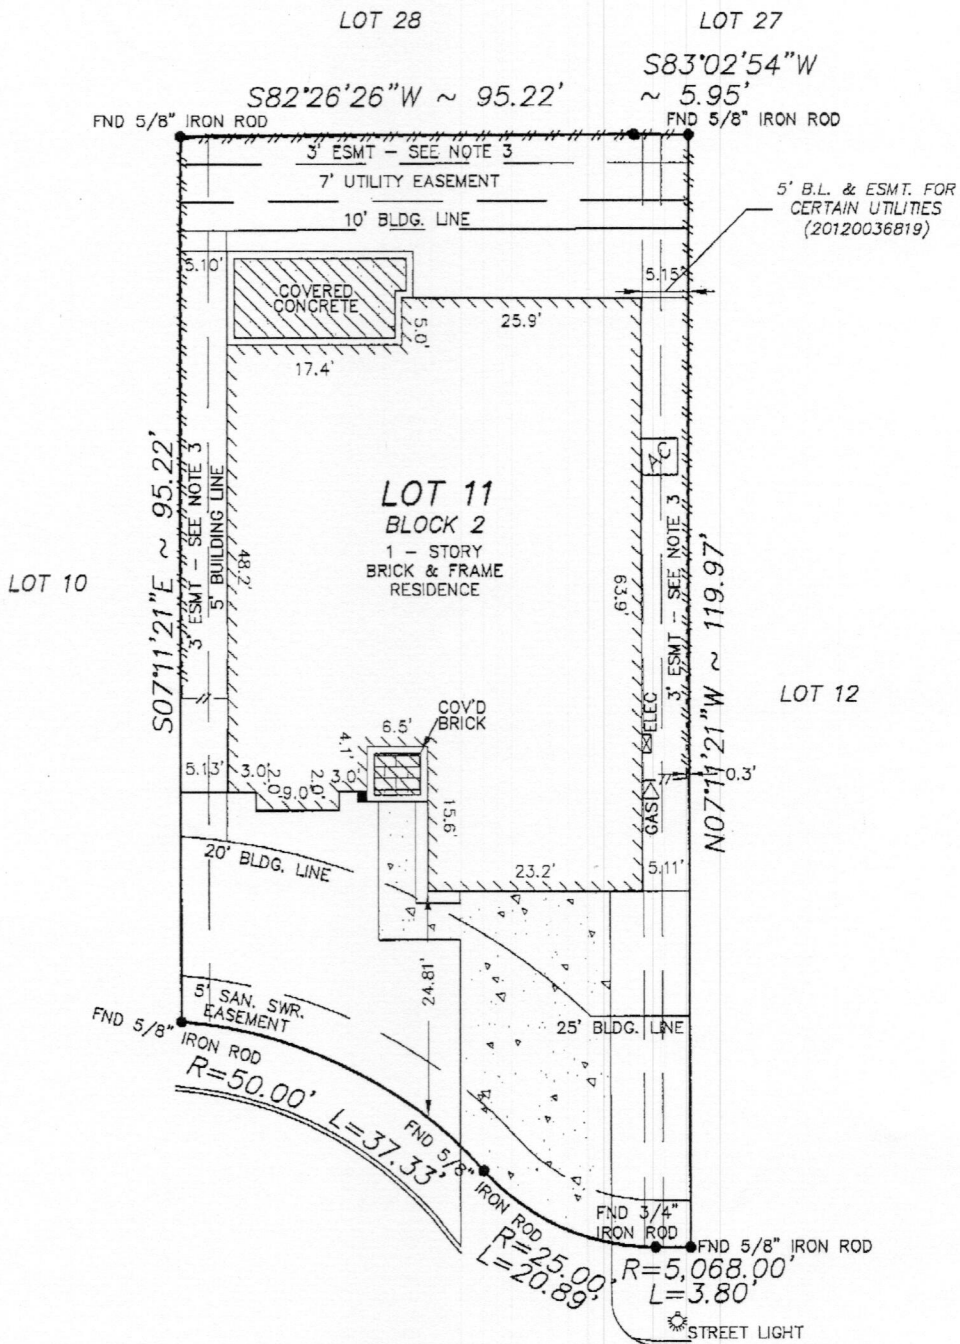 LOT 28
LOT 27
S83°02'54"W
~ 5.95'
S82°26'26"W ~ 95.22'
FND 5/8" IRON ROD
FND 5/8" IRON ROD
3' ESMT - SEE NOTE 3
7' UTILITY EASEMENT
10' BLDG. LINE
5' B.L. & ESMT. FOR
CERTAIN UTILITIES
(20120036819)
5.10'
5.15'
COVERED
CONCRETE
25.9'
5.0'
17.4'
S07°11'21"E ~ 95.22'
3' ESMT - SEE NOTE 3
5' BUILDING LINE
48.2'
LOT 11
BLOCK 2
1 - STORY
BRICK & FRAME
RESIDENCE
A/C
63.9'
3' ESMT - SEE NOTE 3
N07°11'21"W ~ 119.97'
LOT 10
LOT 12
COV'D
BRICK
6.5'
4.1'
ELEC
GAS
0.3'
5.13'
3.0'
2.0'
9.0'
2.0'
3.0'
15.6'
23.2'
5.11'
20' BLDG. LINE
24.81'
5' SAN. SWR.
EASEMENT
25' BLDG. LINE
FND 5/8"
IRON ROD
R=50.00'
L=37.33'
FND 5/8"
IRON ROD
R=25.00'
L=20.89'
FND 3/4"
IRON ROD
FND 5/8" IRON ROD
R=5,068.00'
L=3.80'
STREET LIGHT